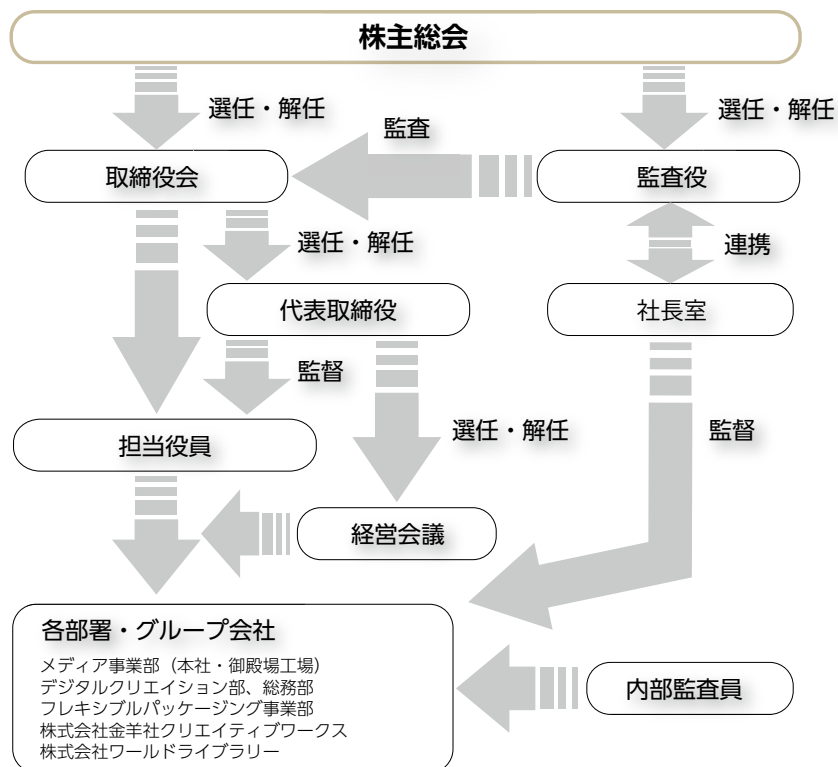 株主総会
選任・解任
選任・解任
監査
取締役会
監査役
選任・解任
連携
代表取締役
社長室
監督
選任・解任
監督
担当役員
経営会議
各部署・グループ会社
メディア事業部（本社・御殿場工場）
デジタルクリエイション部、総務部
フレキシブルパッケージング事業部
株式会社金羊社クリエイティブワークス
株式会社ワールドライブラリー
内部監査員